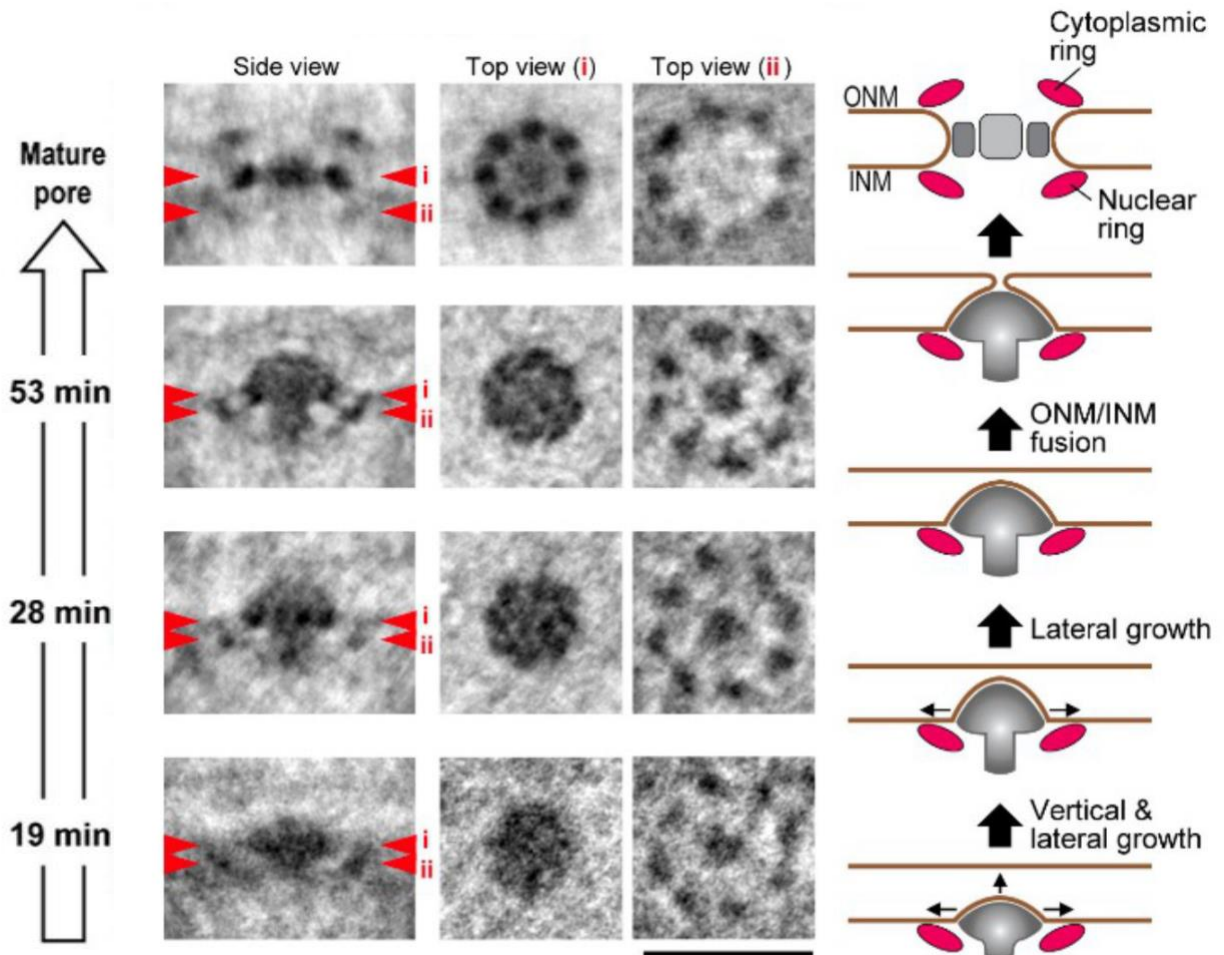 Side view
Top view (i)
Top view (ii)
Cytoplasmic
ring
ONM
INM
Nuclear
ring
Mature
pore
i
ii
53 min
i
ii
ONM/INM
fusion
28 min
i
ii
Lateral growth
19 min
i
ii
Vertical &
lateral growth